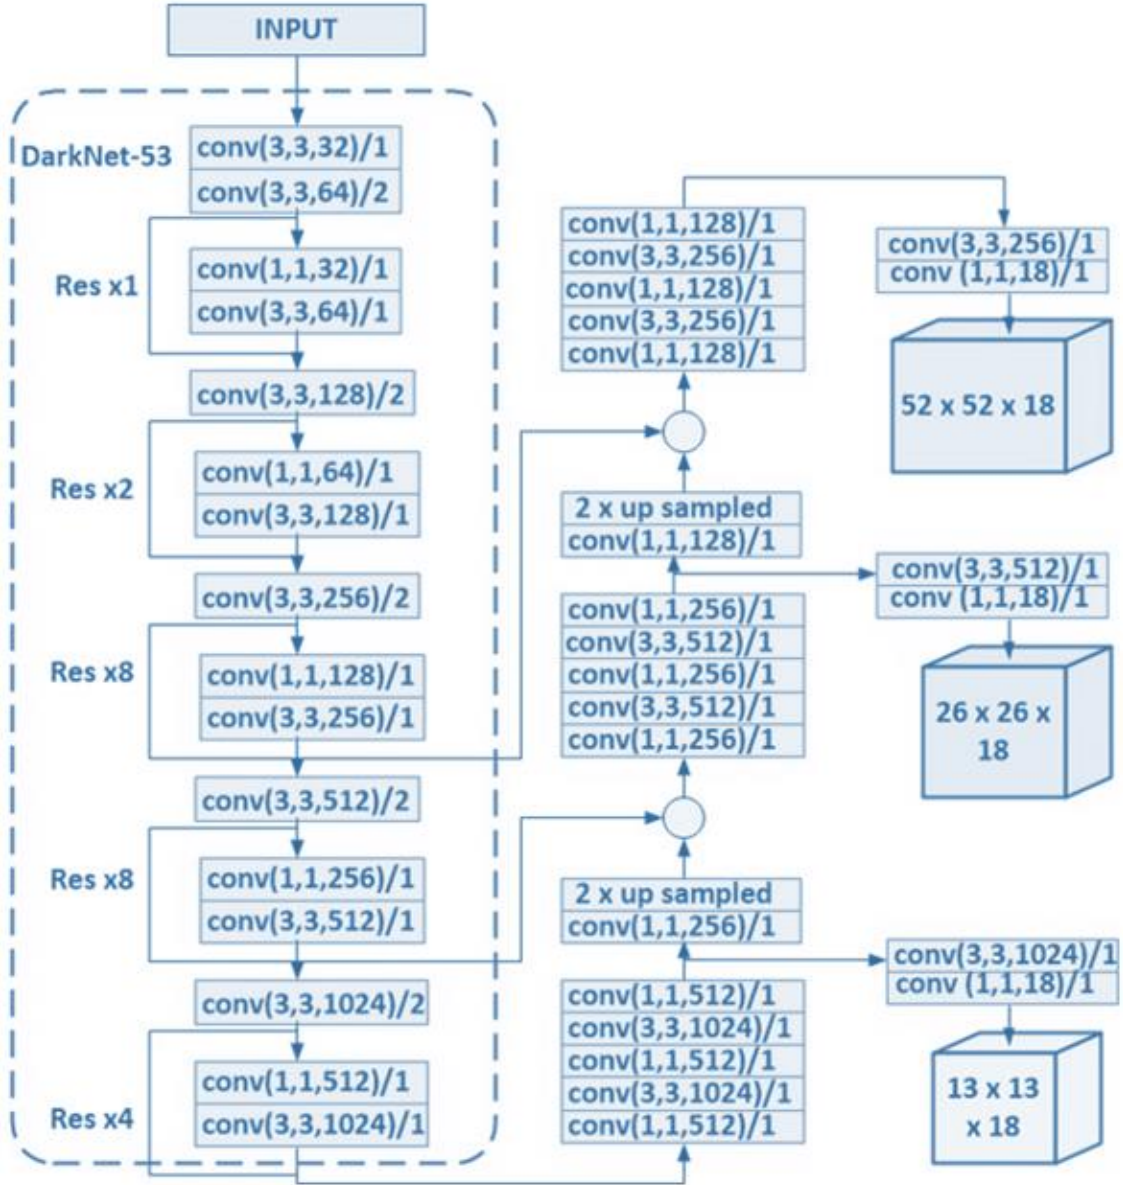 INPUT
DarkNet-53
conv(3,3,32)/1
conv(3,3,64)/2
Res x1
conv(1,1,32)/1
conv(3,3,64)/1
conv(3,3,128)/2
Res x2
conv(1,1,64)/1
conv(3,3,128)/1
conv(3,3,256)/2
Res x8
conv(1,1,128)/1
conv(3,3,256)/1
conv(3,3,512)/2
Res x8
conv(1,1,256)/1
conv(3,3,512)/1
conv(3,3,1024)/2
Res x4
conv(1,1,512)/1
conv(3,3,1024)/1
conv(1,1,128)/1
conv(3,3,256)/1
conv(1,1,128)/1
conv(3,3,256)/1
conv(1,1,128)/1
2 x up sampled
conv(1,1,128)/1
conv(1,1,256)/1
conv(3,3,512)/1
conv(1,1,256)/1
conv(3,3,512)/1
conv(1,1,256)/1
2 x up sampled
conv(1,1,256)/1
conv(1,1,512)/1
conv(3,3,1024)/1
conv(1,1,512)/1
conv(3,3,1024)/1
conv(1,1,512)/1
conv(3,3,256)/1
conv (1,1,18)/1
52 x 52 x 18
conv(3,3,512)/1
conv (1,1,18)/1
26 x 26 x
18
conv(3,3,1024)/1
conv (1,1,18)/1
13 x 13
x 18